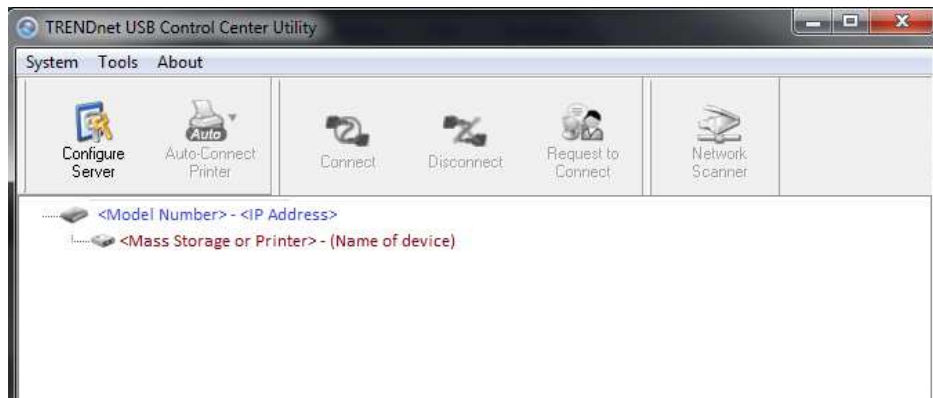 TRENDnet USB Control Center Utility
System Tools About
Configure Server
Auto
Auto-Connect Printer
Connect
Disconnect
Request to Connect
Network Scanner
<Model Number> - <IP Address>
<Mass Storage or Printer> - (Name of device)